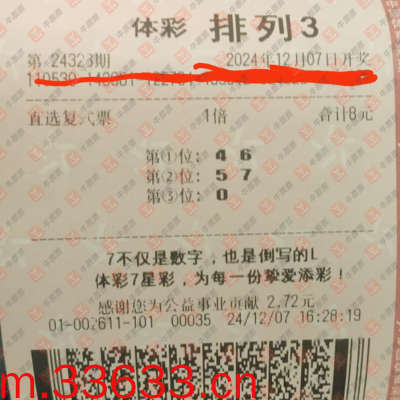 体彩 排列3
第 24323期 2024年12月07日开奖
直选复式票 1倍 合计8元
第①位: 4 6
第②位: 5 7
第③位: 0
7不仅是数字，也是倒写的L
体彩7星彩，为每一份挚爱添彩！
感谢您为公益事业贡献 2.72元
01-002611-101 00035 24/12/07 16:28:19
m.33633.cn